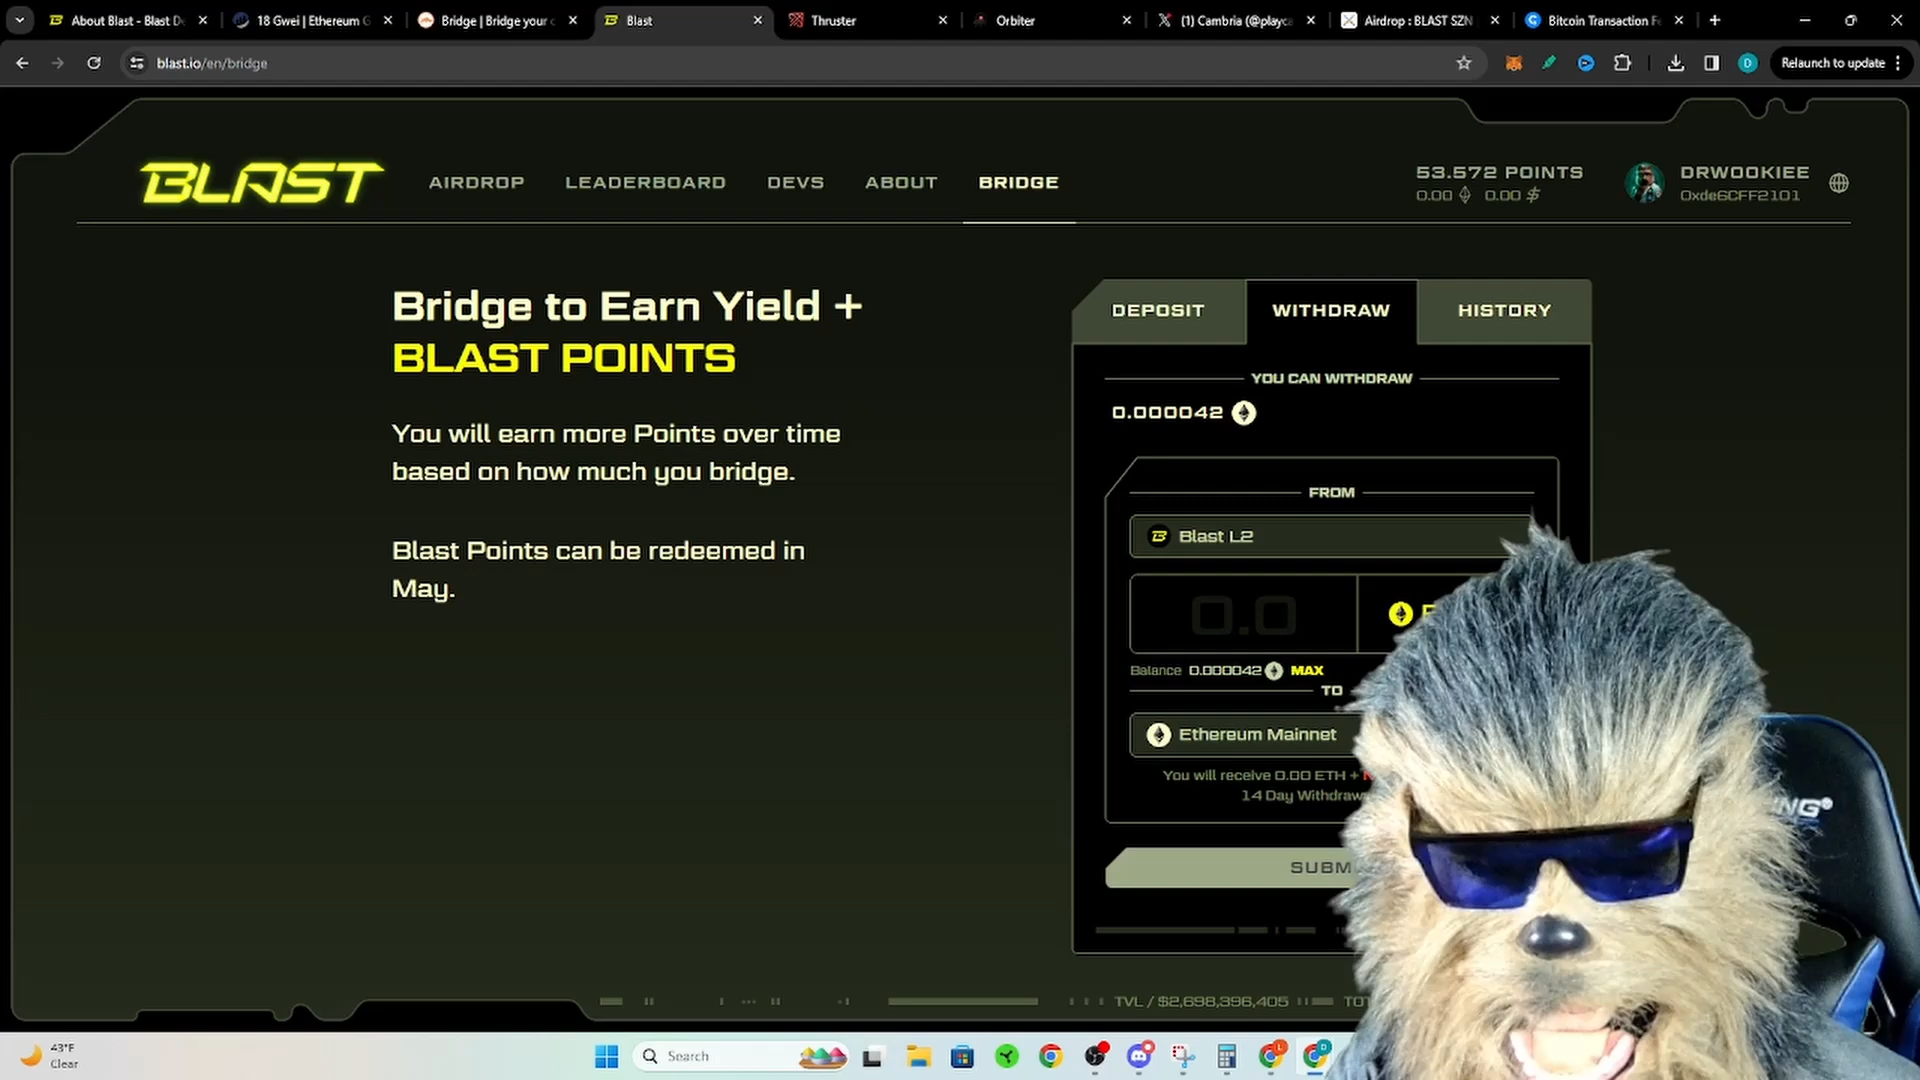 About Blast - Blast De
18 Gwei | Ethereum G
Bridge | Bridge your c
Blast
Thruster
Orbiter
(1) Cambria (@playca
Airdrop : BLAST SZN
Bitcoin Transaction Fe
blast.io/en/bridge
D
Relaunch to update
BLAST
AIRDROP
LEADERBOARD
DEVS
ABOUT
BRIDGE
53.572 POINTS
0.00 0.00
DRWOOKIEE
0xde6CFF2101
Bridge to Earn Yield +
BLAST POINTS
You will earn more Points over time
based on how much you bridge.
Blast Points can be redeemed in
May.
DEPOSIT
WITHDRAW
HISTORY
YOU CAN WITHDRAW
0.000042
FROM
Blast L2
0.0
Balance 0.000042 MAX
TO
Ethereum Mainnet
You will receive 0.00 ETH +
14 Day Withdraw
SUBM
TVL / $2,698,396,405
43°F
Clear
Search